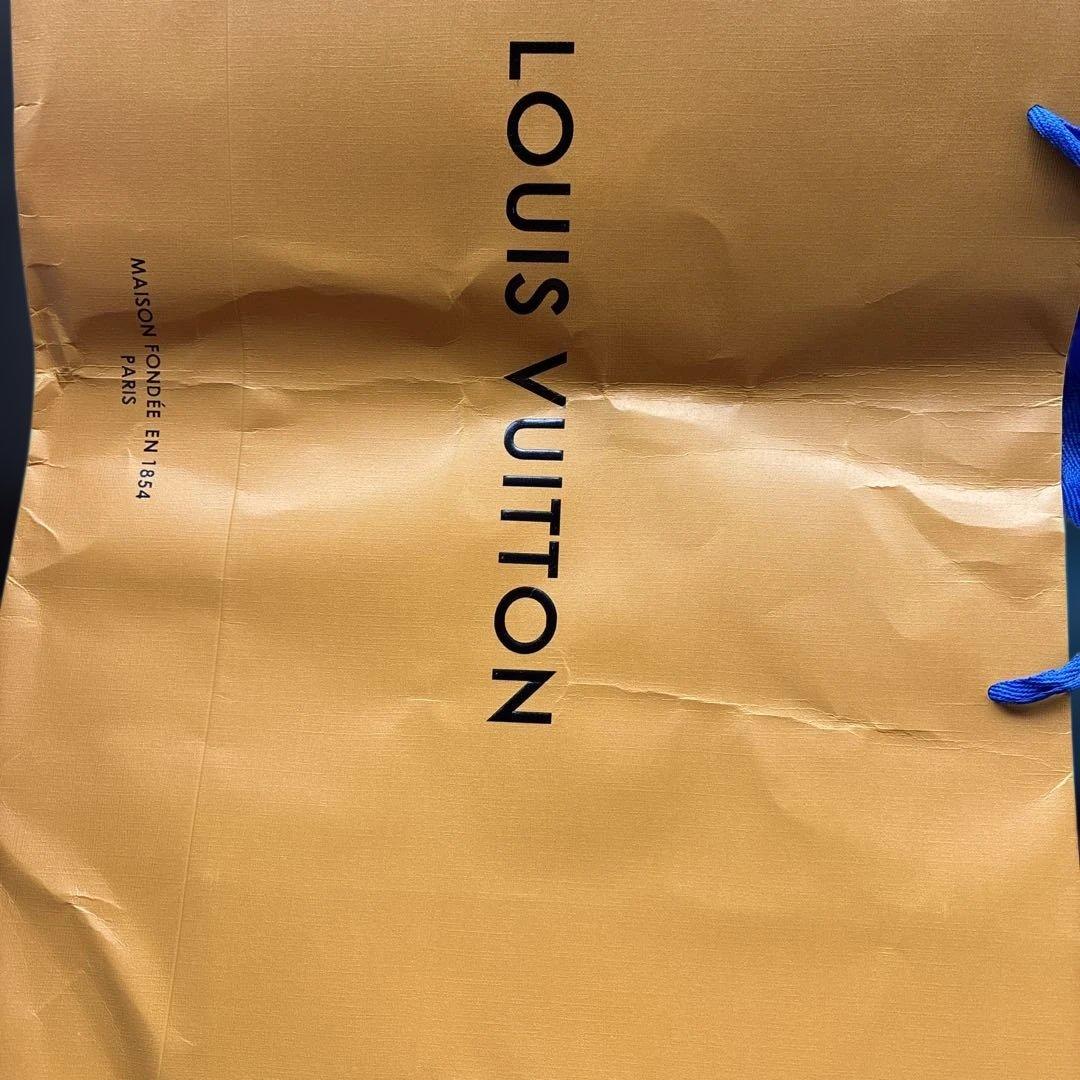 LOUIS VUITTON
MAISON FONDÉE EN 1854
PARIS